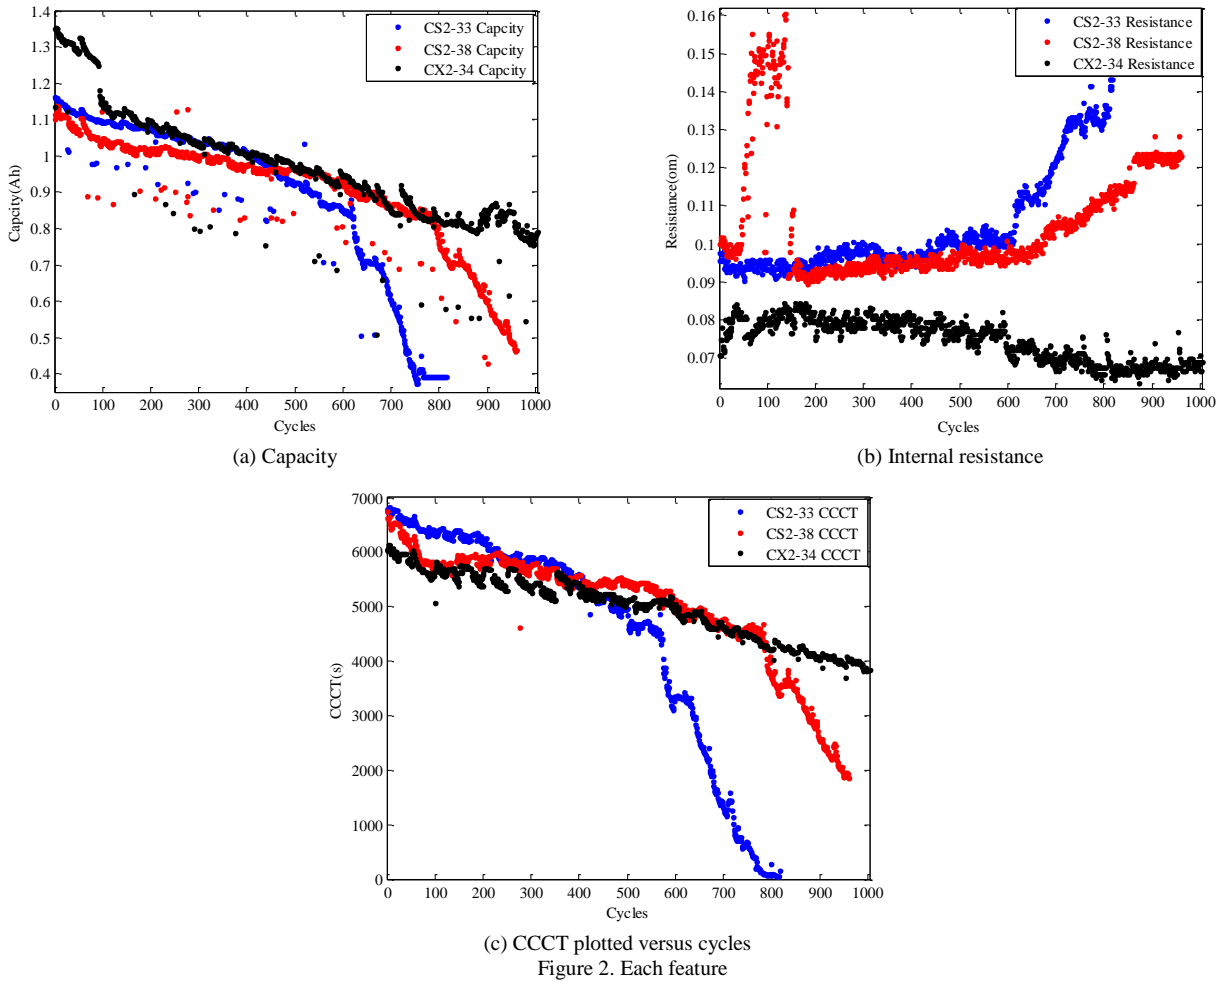 1.4
1.3
1.2
1.1
1
0.9
0.8
0.7
0.6
0.5
0.4
Capcity(Ah)
CS2-33 Capcity
CS2-38 Capcity
CX2-34 Capcity
0 100 200 300 400 500 600 700 800 900 1000
Cycles
(a) Capacity
0.16
0.15
0.14
0.13
0.12
0.11
0.1
0.09
0.08
0.07
Resistance(om)
CS2-33 Resistance
CS2-38 Resistance
CX2-34 Resistance
0 100 200 300 400 500 600 700 800 900 1000
Cycles
(b) Internal resistance
7000
6000
5000
4000
3000
2000
1000
0
CCCT(s)
CS2-33 CCCT
CS2-38 CCCT
CX2-34 CCCT
0 100 200 300 400 500 600 700 800 900 1000
Cycles
(c) CCCT plotted versus cycles
Figure 2. Each feature